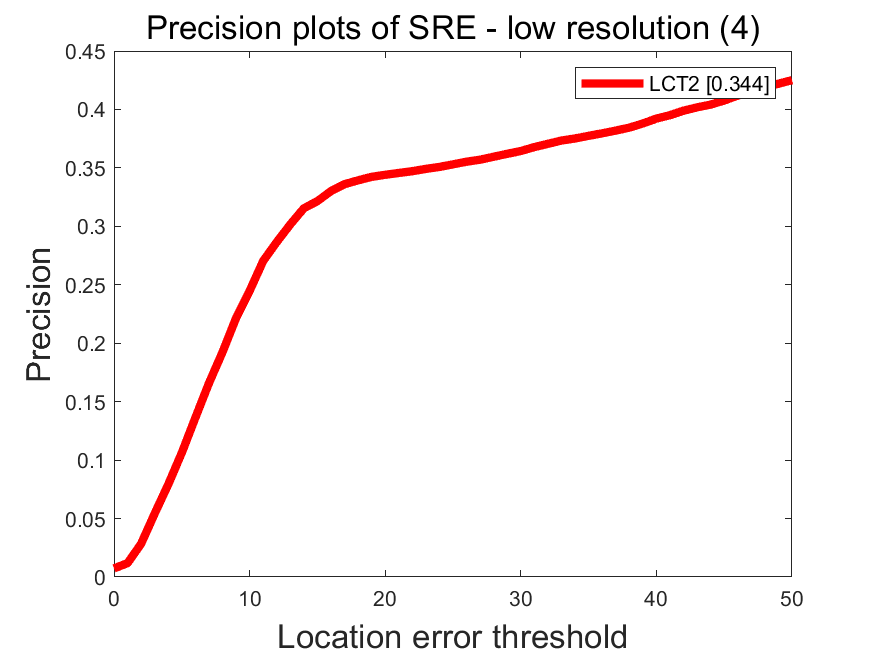 Precision plots of SRE - low resolution (4)
LCT2 [0.344]
Precision
0.45
0.4
0.35
0.3
0.25
0.2
0.15
0.1
0.05
0
0 10 20 30 40 50
Location error threshold